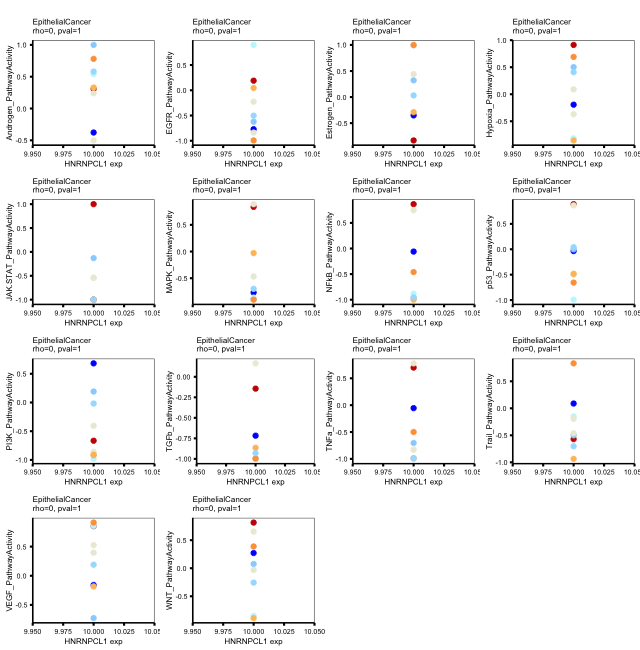 EpithelialCancer
rho=0, pval=1
Androgen_PathwayActivity
1.0
0.5
0.0
-0.5
9.950 9.975 10.000 10.025 10.05
HNRNPCL1 exp
EpithelialCancer
rho=0, pval=1
EGFR_PathwayActivity
0.5
0.0
-0.5
-1.0
9.950 9.975 10.000 10.025 10.050
HNRNPCL1 exp
EpithelialCancer
rho=0, pval=1
Estrogen_PathwayActivity
1.0
0.5
0.0
-0.5
9.950 9.975 10.000 10.025 10.05
HNRNPCL1 exp
EpithelialCancer
rho=0, pval=1
Hypoxia_PathwayActivity
1.0
0.5
0.0
-0.5
9.950 9.975 10.000 10.025 10.050
HNRNPCL1 exp
EpithelialCancer
rho=0, pval=1
JAK.STAT_PathwayActivity
1.0
0.5
0.0
-0.5
-1.0
9.950 9.975 10.000 10.025 10.05
HNRNPCL1 exp
EpithelialCancer
rho=0, pval=1
MAPK_PathwayActivity
0.5
0.0
-0.5
9.950 9.975 10.000 10.025 10.050
HNRNPCL1 exp
EpithelialCancer
rho=0, pval=1
NFkB_PathwayActivity
0.5
0.0
-0.5
-1.0
9.950 9.975 10.000 10.025 10.05
HNRNPCL1 exp
EpithelialCancer
rho=0, pval=1
p53_PathwayActivity
0.5
0.0
-0.5
-1.0
9.950 9.975 10.000 10.025 10.050
HNRNPCL1 exp
EpithelialCancer
rho=0, pval=1
PI3K_PathwayActivity
0.5
0.0
-0.5
-1.0
9.950 9.975 10.000 10.025 10.05
HNRNPCL1 exp
EpithelialCancer
rho=0, pval=1
TGFb_PathwayActivity
0.00
-0.25
-0.50
-0.75
-1.00
9.950 9.975 10.000 10.025 10.050
HNRNPCL1 exp
EpithelialCancer
rho=0, pval=1
TNFa_PathwayActivity
0.5
0.0
-0.5
-1.0
9.950 9.975 10.000 10.025 10.05
HNRNPCL1 exp
EpithelialCancer
rho=0, pval=1
Trail_PathwayActivity
0.5
0.0
-0.5
-1.0
9.950 9.975 10.000 10.025 10.050
HNRNPCL1 exp
EpithelialCancer
rho=0, pval=1
VEGF_PathwayActivity
0.5
0.0
-0.5
9.950 9.975 10.000 10.025 10.05
HNRNPCL1 exp
EpithelialCancer
rho=0, pval=1
WNT_PathwayActivity
0.5
0.0
-0.5
9.950 9.975 10.000 10.025 10.050
HNRNPCL1 exp